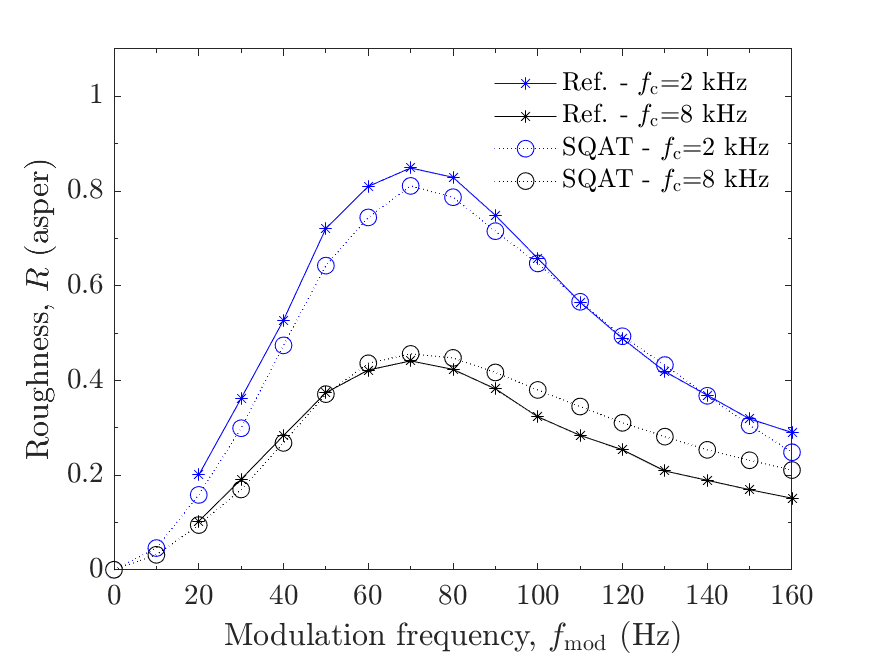 Ref. - fc=2 kHz
Ref. - fc=8 kHz
SQAT - fc=2 kHz
SQAT - fc=8 kHz
1
0.8
0.6
0.4
0.2
0
Roughness, R (asper)
0 20 40 60 80 100 120 140 160
Modulation frequency, fmod (Hz)